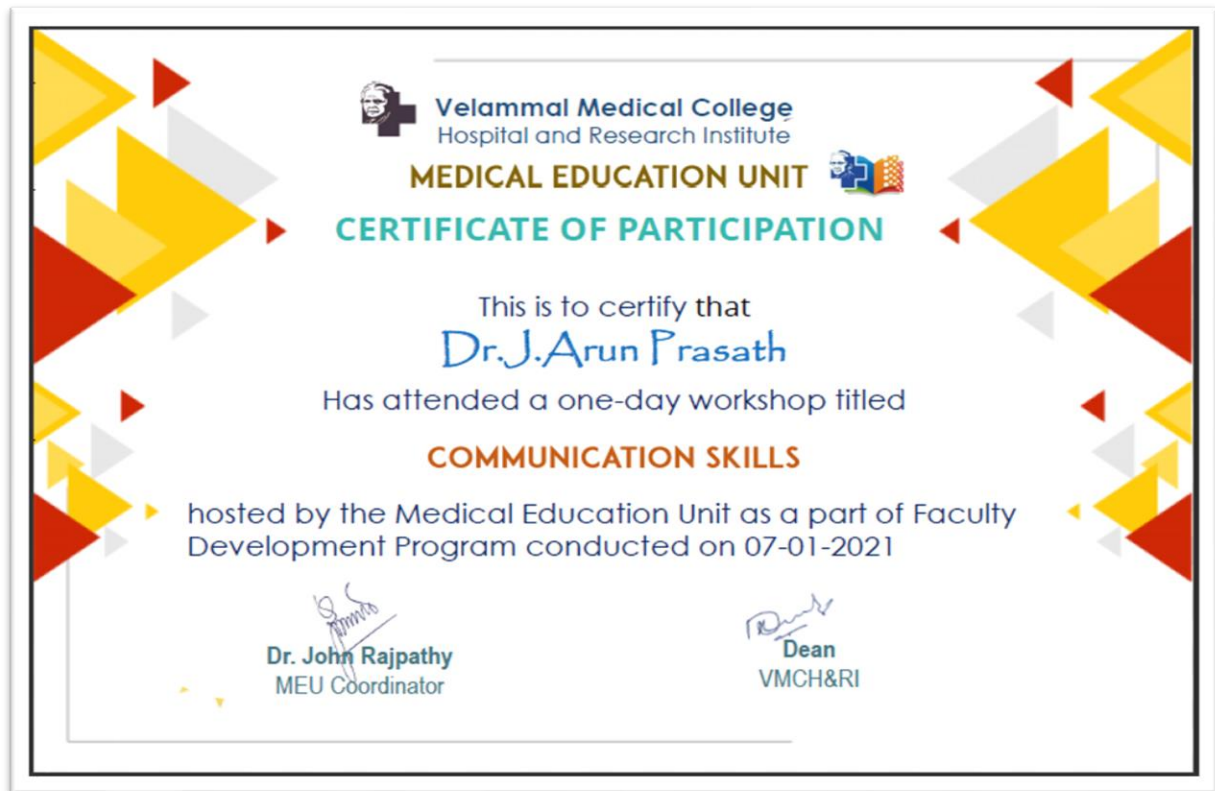 Velammal Medical College
Hospital and Research Institute
MEDICAL EDUCATION UNIT
CERTIFICATE OF PARTICIPATION
This is to certify that
Dr.J.Arun Prasath
Has attended a one-day workshop titled
COMMUNICATION SKILLS
hosted by the Medical Education Unit as a part of Faculty
Development Program conducted on 07-01-2021
Dr. John Rajpathy
MEU Coordinator
Dean
VMCH&RI